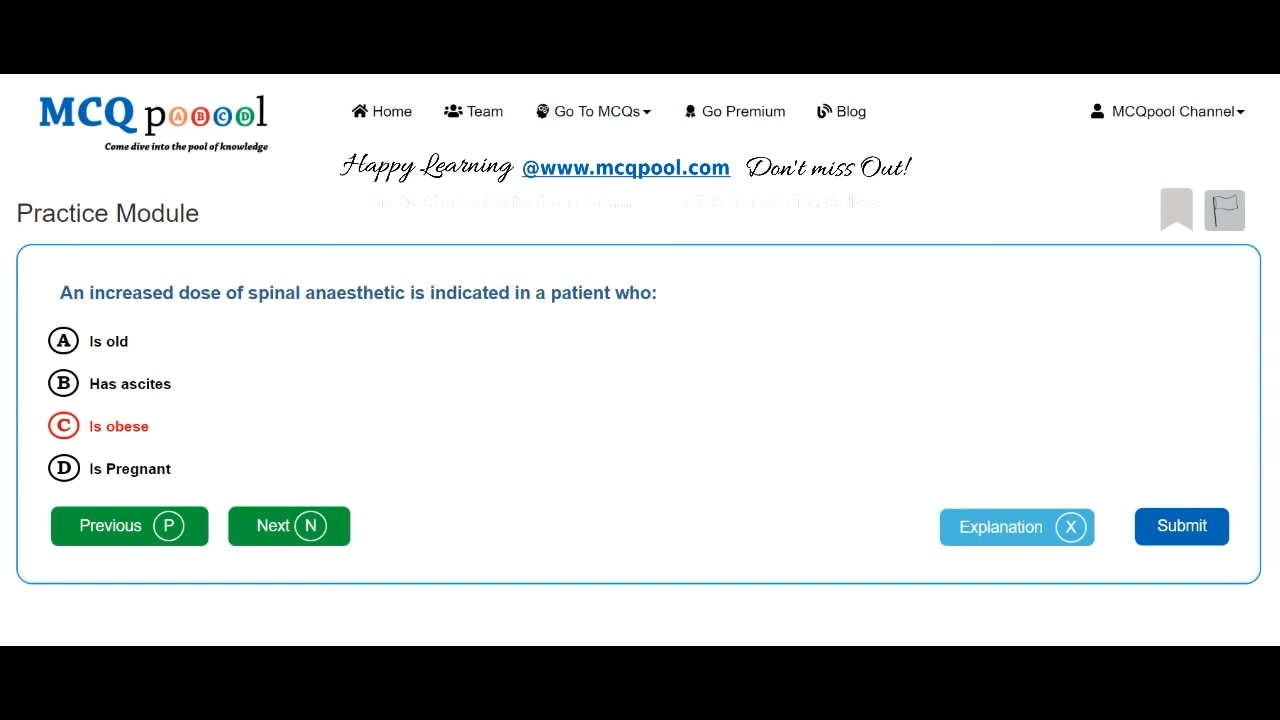 MCQ pABCDl
Come dive into the pool of knowledge
Home Team Go To MCQs Go Premium Blog MCQpool Channel
Happy Learning @www.mcqpool.com Don't miss Out!
Practice Module
An increased dose of spinal anaesthetic is indicated in a patient who:
A Is old
B Has ascites
C Is obese
D Is Pregnant
Previous P Next N Explanation X Submit